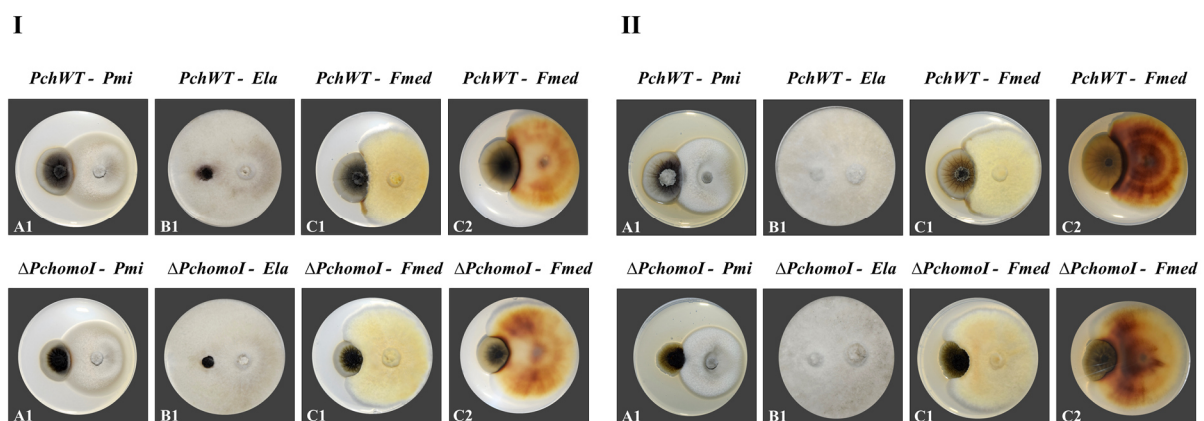 I
II
PchWT - Pmi
PchWT - Ela
PchWT - Fmed
PchWT - Fmed
PchWT - Pmi
PchWT - Ela
PchWT - Fmed
PchWT - Fmed
A1
B1
C1
C2
A1
B1
C1
C2
ΔPchomoI - Pmi
ΔPchomoI - Ela
ΔPchomoI - Fmed
ΔPchomoI - Fmed
ΔPchomoI - Pmi
ΔPchomoI - Ela
ΔPchomoI - Fmed
ΔPchomoI - Fmed
A1
B1
C1
C2
A1
B1
C1
C2